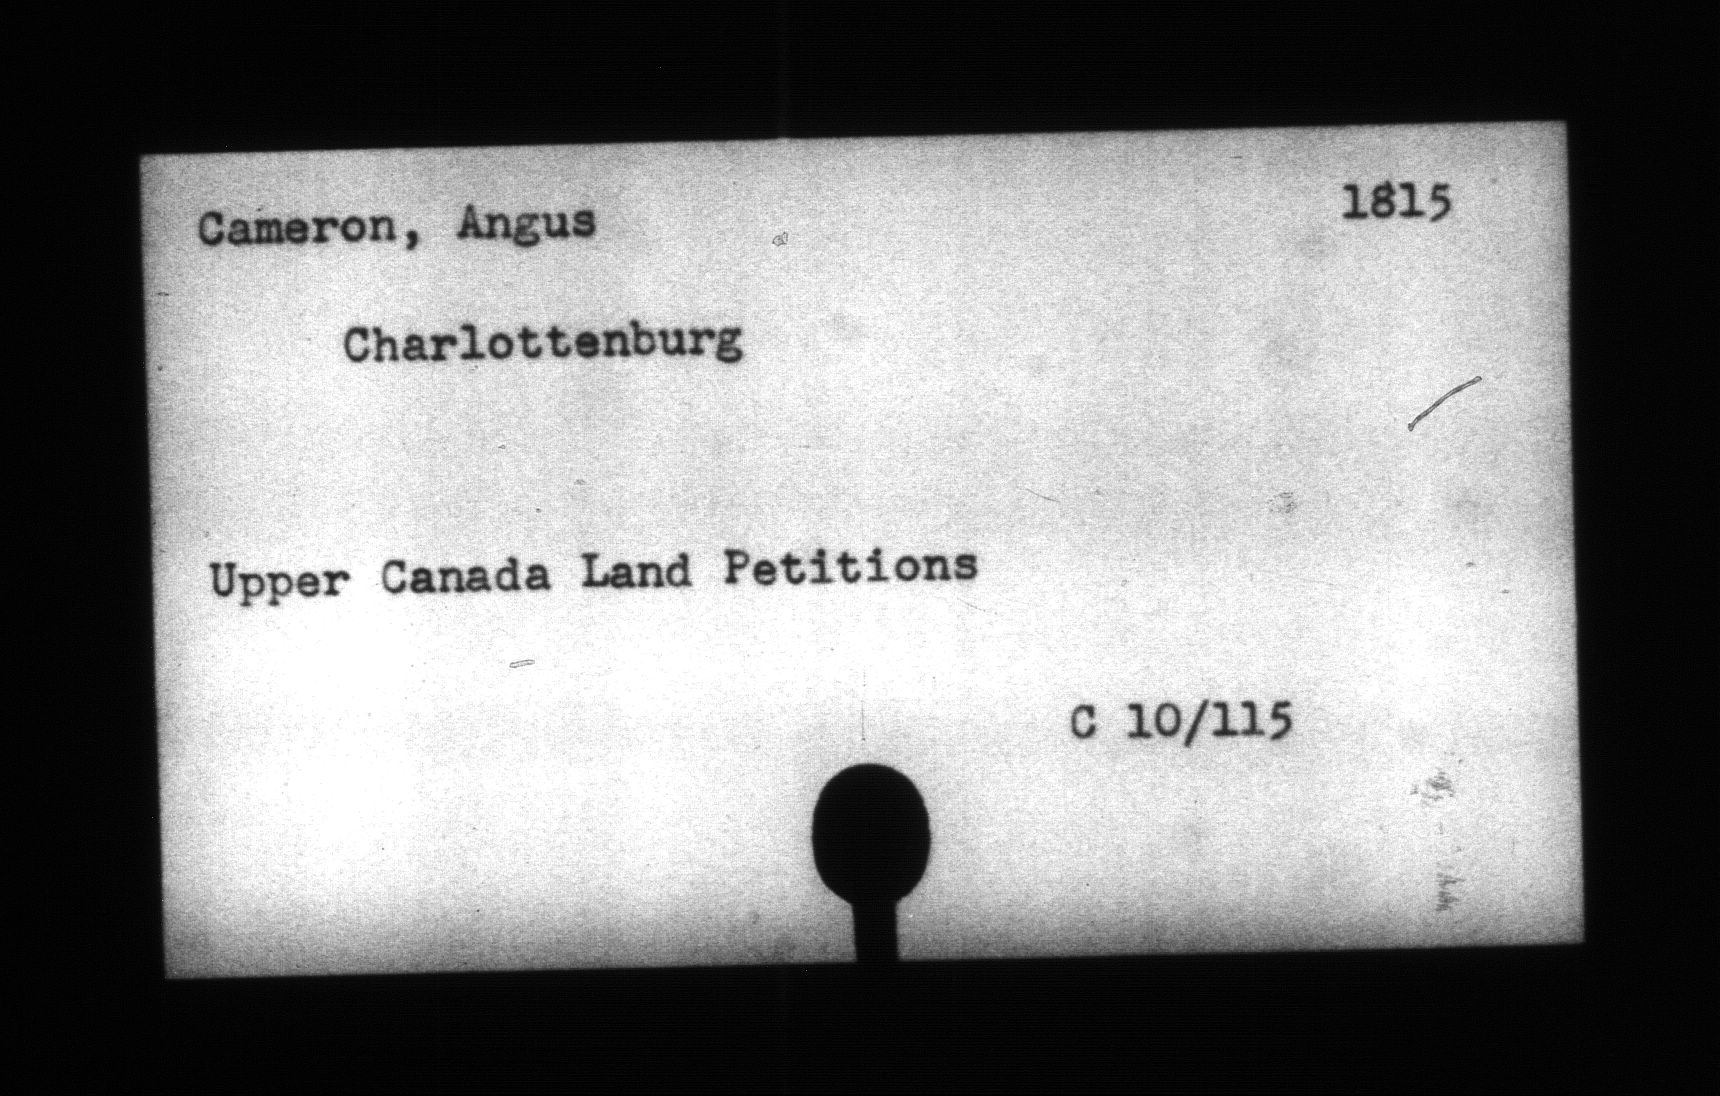 Cameron, Angus 1815
Charlottenburg
Upper Canada Land Petitions
C 10/115